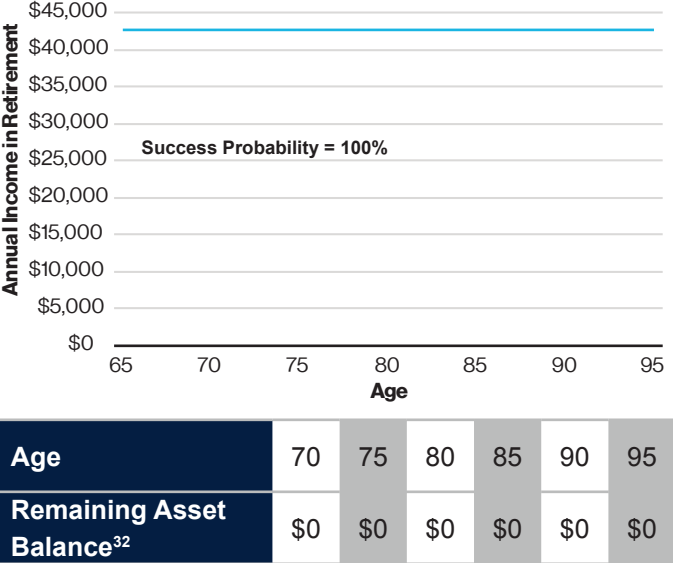 Annual Income in Retirement
$45,000
$40,000
$35,000
$30,000
$25,000
$20,000
$15,000
$10,000
$5,000
$0
Success Probability = 100%
65 70 75 80 85 90 95
Age
Age 70 75 80 85 90 95
Remaining Asset
Balance³² $0 $0 $0 $0 $0 $0